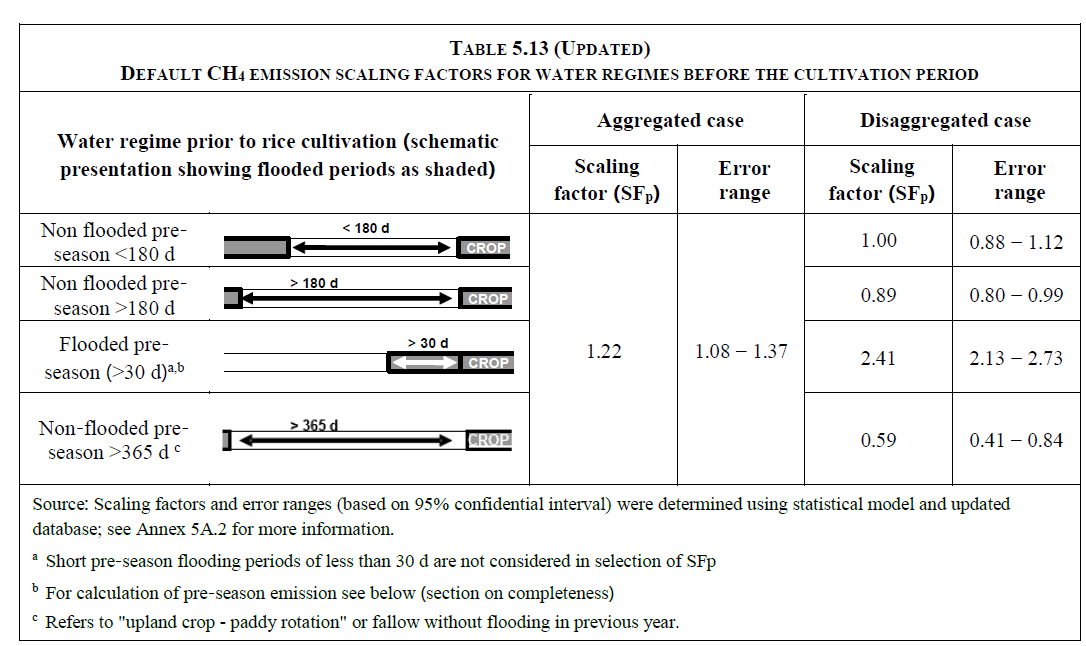 TABLE 5.13 (UPDATED)
DEFAULT CH4 EMISSION SCALING FACTORS FOR WATER REGIMES BEFORE THE CULTIVATION PERIOD
Water regime prior to rice cultivation (schematic
presentation showing flooded periods as shaded)
Aggregated case
Disaggregated case
Scaling
factor (SFp)
Error
range
Scaling
factor (SFp)
Error
range
Non flooded pre-
season <180 d
< 180 d
CROP
1.00
0.88 – 1.12
Non flooded pre-
season >180 d
> 180 d
CROP
0.89
0.80 – 0.99
Flooded pre-
season (>30 d)a,b
> 30 d
CROP
1.22
1.08 – 1.37
2.41
2.13 – 2.73
Non-flooded pre-
season >365 d c
> 365 d
CROP
0.59
0.41 – 0.84
Source: Scaling factors and error ranges (based on 95% confidential interval) were determined using statistical model and updated
database; see Annex 5A.2 for more information.
a Short pre-season flooding periods of less than 30 d are not considered in selection of SFp
b For calculation of pre-season emission see below (section on completeness)
c Refers to "upland crop - paddy rotation" or fallow without flooding in previous year.